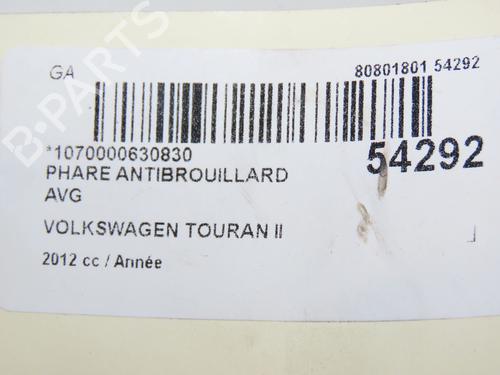 GA 80801801 54292
*1070000630830
54292
PHARE ANTIBROUILLARD
AVG
VOLKSWAGEN TOURAN II
2012 cc / Année
B-PARTS